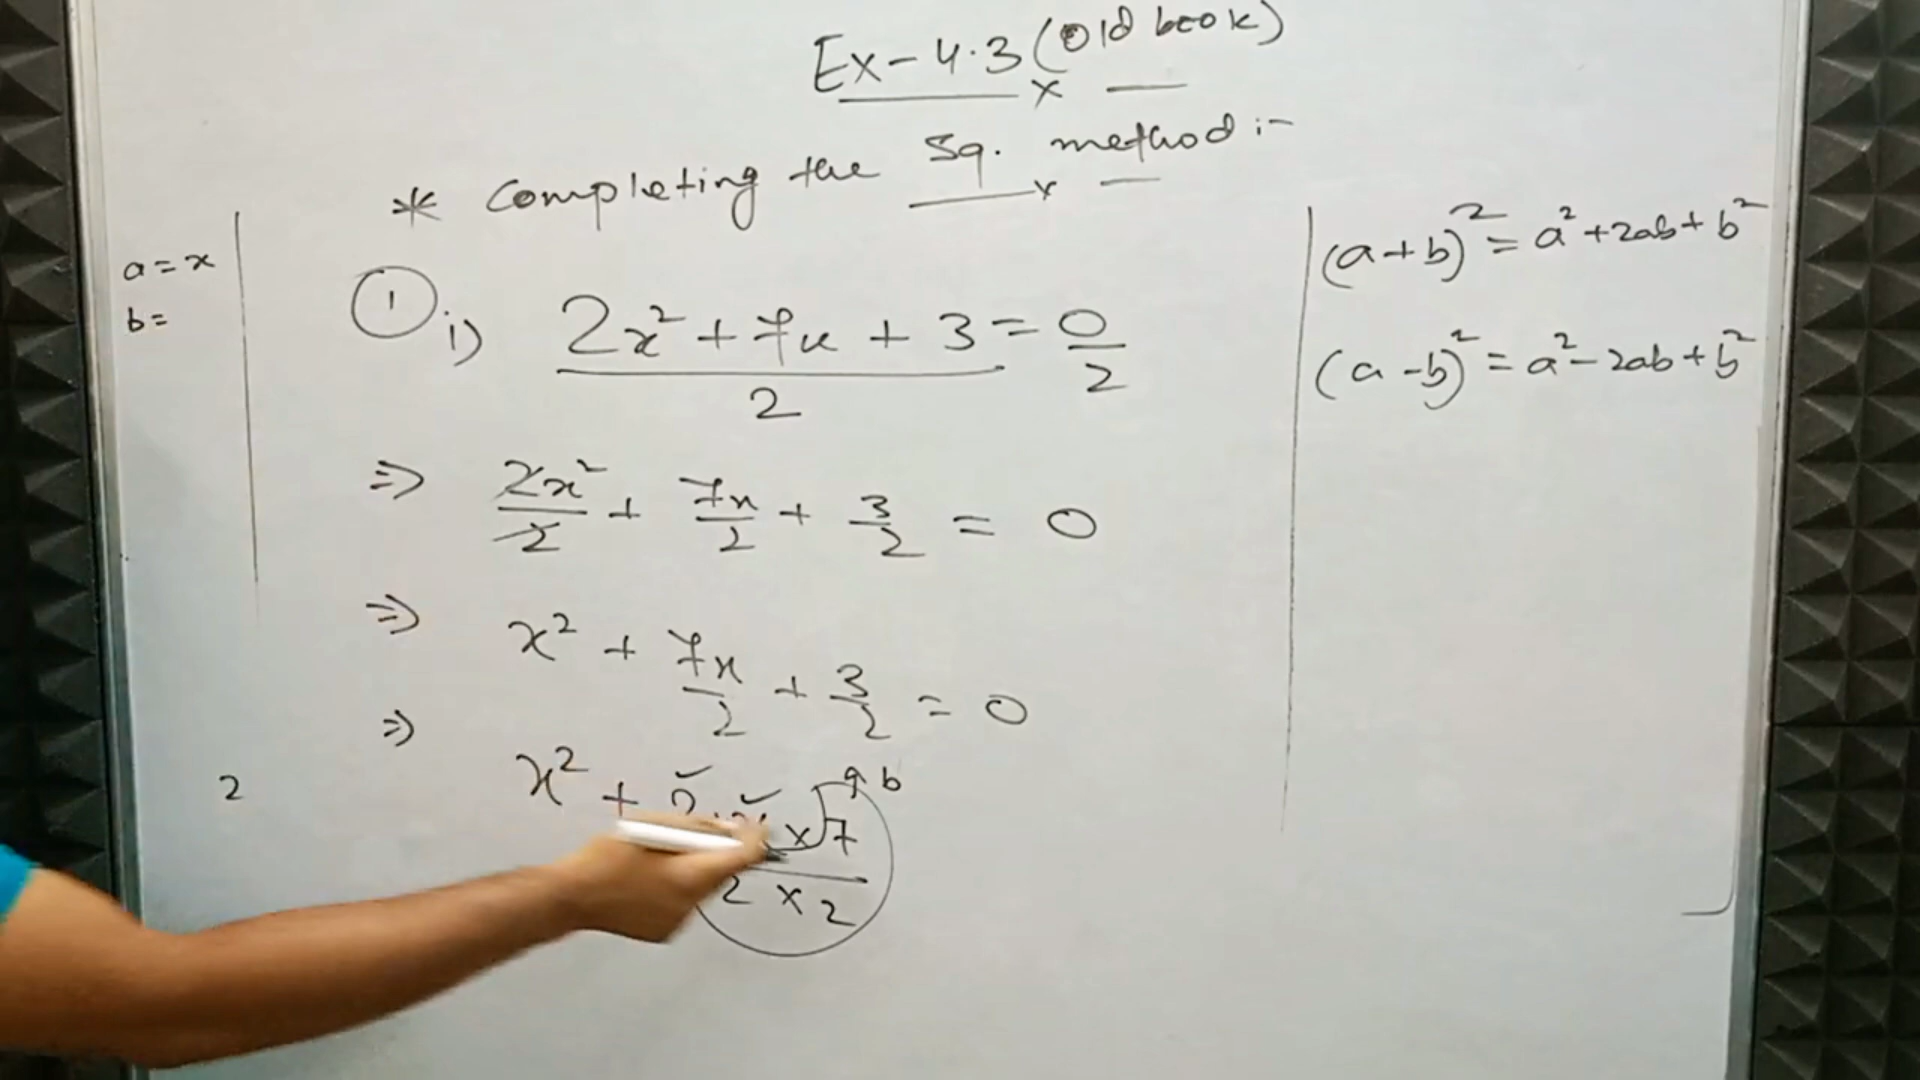 Ex-4.3 (Old book)
* Completing the Sq. method :-
a = x
b =
(a+b)² = a² + 2ab + b²
(a-b)² = a² - 2ab + b²
① i) (2x² + 7x + 3)/2 = 0/2
⇒ 2x²/2 + 7x/2 + 3/2 = 0
⇒ x² + 7x/2 + 3/2 = 0
⇒ x² + 2
x 7
2 x 2
b
2